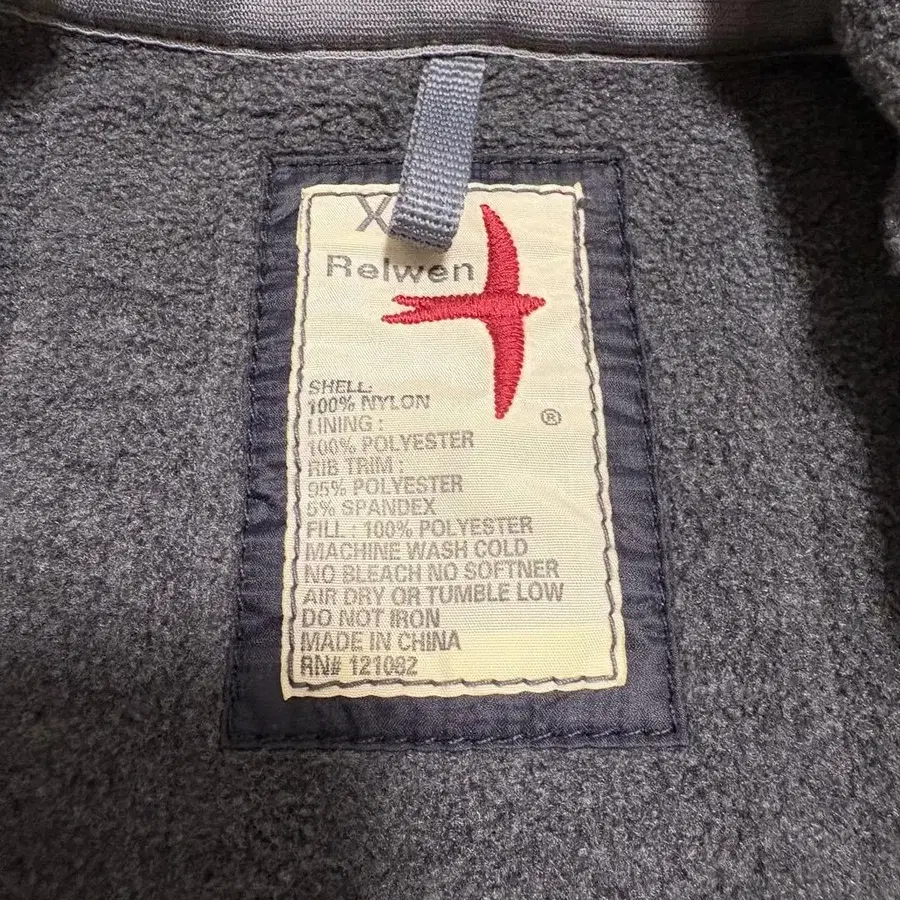 X
Relwen
®
SHELL:
100% NYLON
LINING :
100% POLYESTER
RIB TRIM :
95% POLYESTER
5% SPANDEX
FILL : 100% POLYESTER
MACHINE WASH COLD
NO BLEACH NO SOFTNER
AIR DRY OR TUMBLE LOW
DO NOT IRON
MADE IN CHINA
RN# 121082